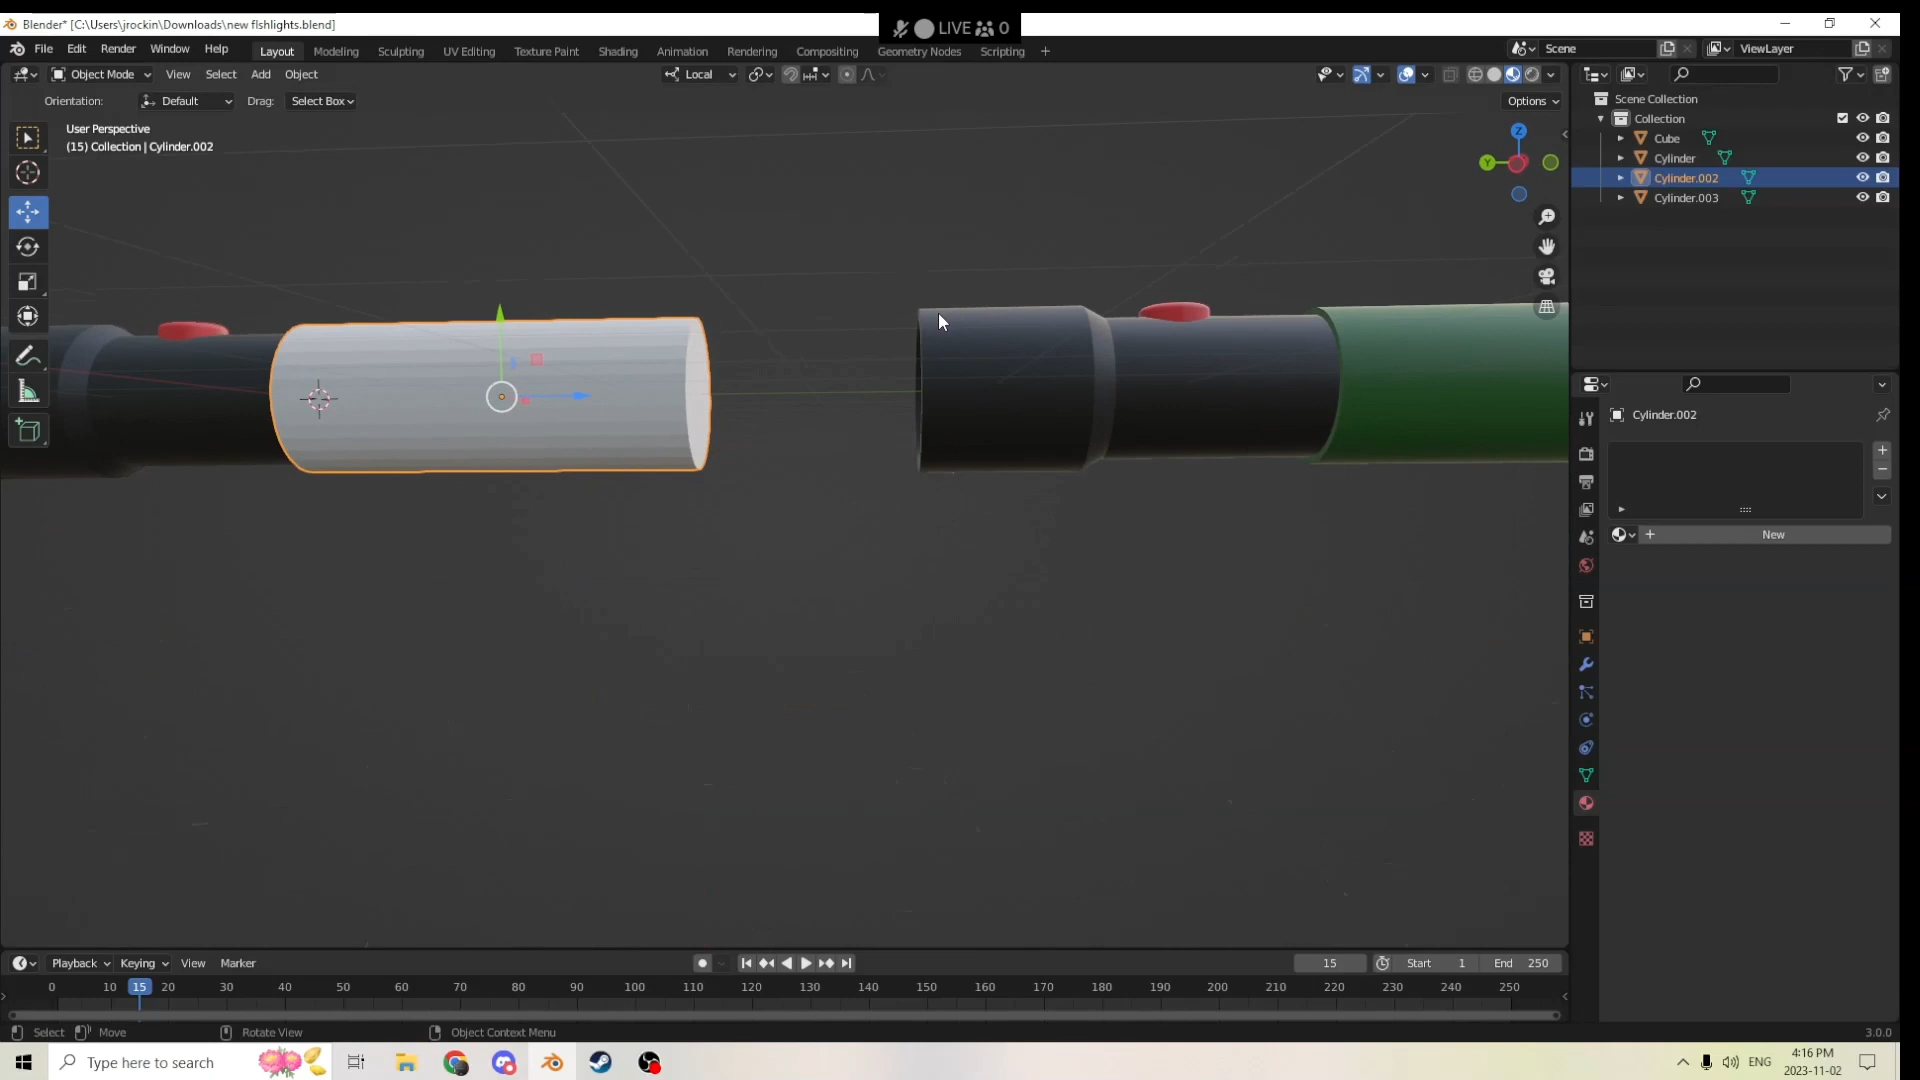 Blender* [C:\Users\jrockin\Downloads\new flshlights.blend]
LIVE 0
File Edit Render Window Help Layout Modeling Sculpting UV Editing Texture Paint Shading Animation Rendering Compositing Geometry Nodes Scripting + Scene ViewLayer
Object Mode View Select Add Object Local
Orientation: Default Drag: Select Box Options
Scene Collection
Collection
Cube
Cylinder
Cylinder.002
Cylinder.003
User Perspective
(15) Collection | Cylinder.002
Z
Y
Cylinder.002
New
Playback Keying View Marker 15 Start 1 End 250
0 10 15 20 30 40 50 60 70 80 90 100 110 120 130 140 150 160 170 180 190 200 210 220 230 240 250
Select Move Rotate View Object Context Menu 3.0.0
Type here to search
ENG
4:16 PM
2023-11-02